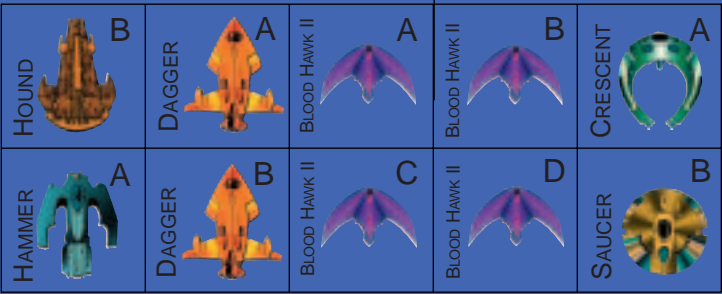 HOUND B
DAGGER A
BLOOD HAWK II A
BLOOD HAWK II B
CRESCENT A
HAMMER A
DAGGER B
BLOOD HAWK II C
BLOOD HAWK II D
SAUCER B